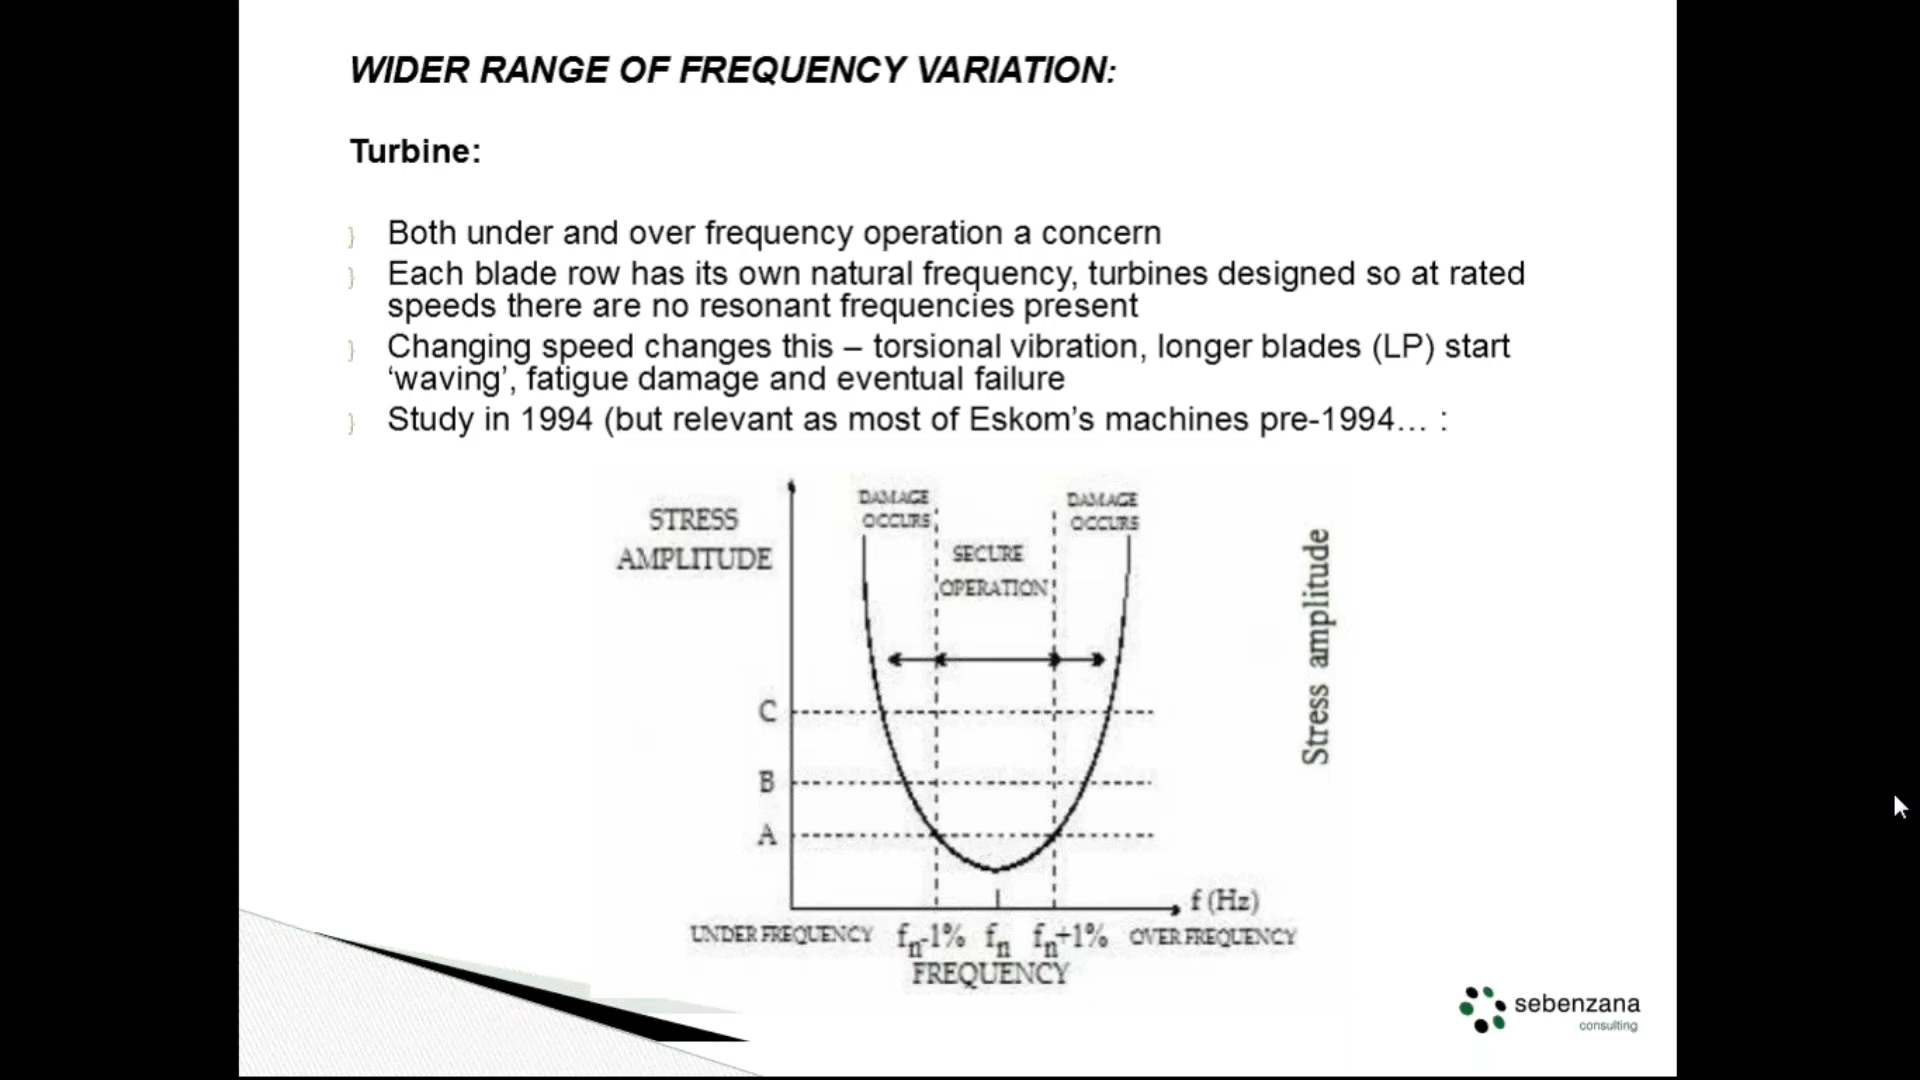 WIDER RANGE OF FREQUENCY VARIATION:
Turbine:
Both under and over frequency operation a concern
Each blade row has its own natural frequency, turbines designed so at rated
speeds there are no resonant frequencies present
Changing speed changes this – torsional vibration, longer blades (LP) start
‘waving’, fatigue damage and eventual failure
Study in 1994 (but relevant as most of Eskom’s machines pre-1994… :
STRESS
AMPLITUDE
DAMAGE
OCCURS
SECURE
OPERATION
DAMAGE
OCCURS
Stress amplitude
C
B
A
f (Hz)
UNDER FREQUENCY
fn-1%
fn
fn+1%
OVER FREQUENCY
FREQUENCY
sebenzana
consulting